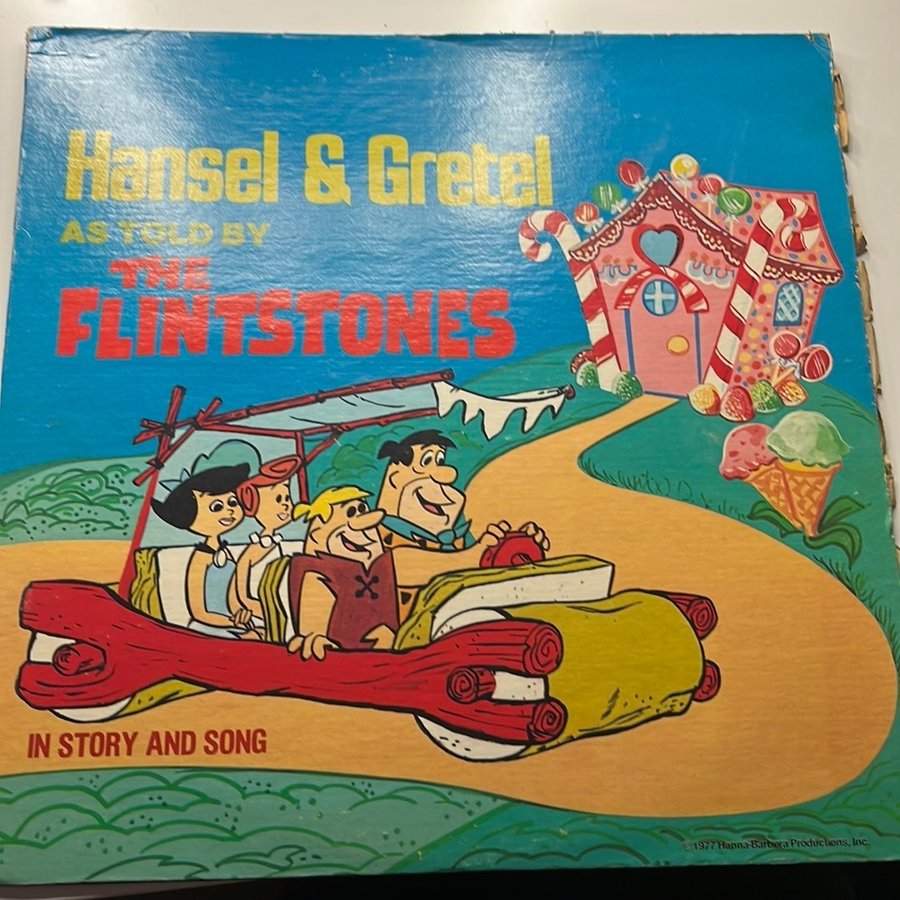 Hansel & Gretel
AS TOLD BY
THE
FLINTSTONES
IN STORY AND SONG
©1977 Hanna-Barbera Productions, Inc.